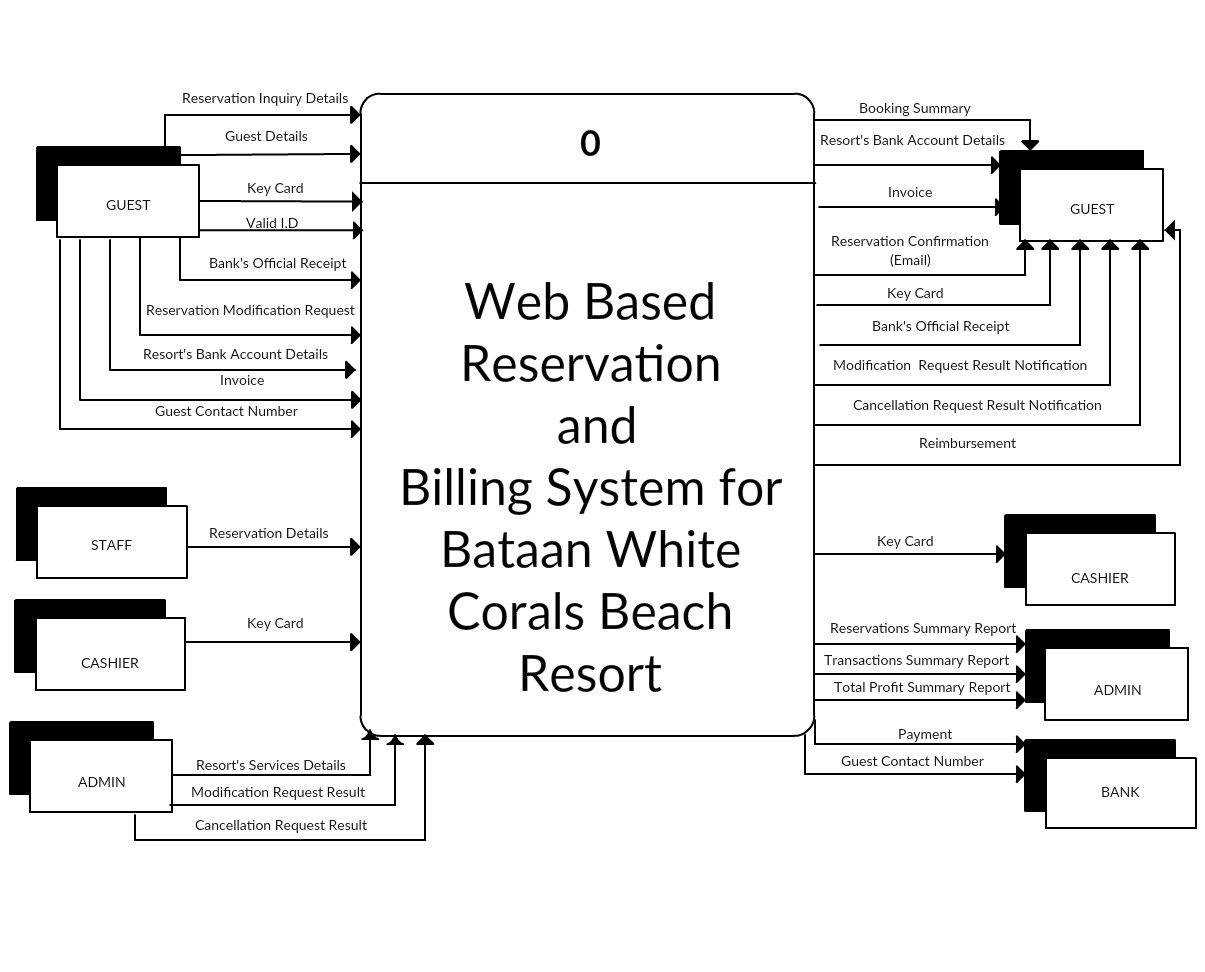 Reservation Inquiry Details
Guest Details
GUEST
Key Card
Valid I.D
Bank's Official Receipt
Reservation Modification Request
Resort's Bank Account Details
Invoice
Guest Contact Number
STAFF
Reservation Details
CASHIER
Key Card
ADMIN
Resort's Services Details
Modification Request Result
Cancellation Request Result
0
Web Based
Reservation
and
Billing System for
Bataan White
Corals Beach
Resort
Booking Summary
Resort's Bank Account Details
Invoice
GUEST
Reservation Confirmation
(Email)
Key Card
Bank's Official Receipt
Modification  Request Result Notification
Cancellation Request Result Notification
Reimbursement
Key Card
CASHIER
Reservations Summary Report
Transactions Summary Report
Total Profit Summary Report
ADMIN
Payment
Guest Contact Number
BANK